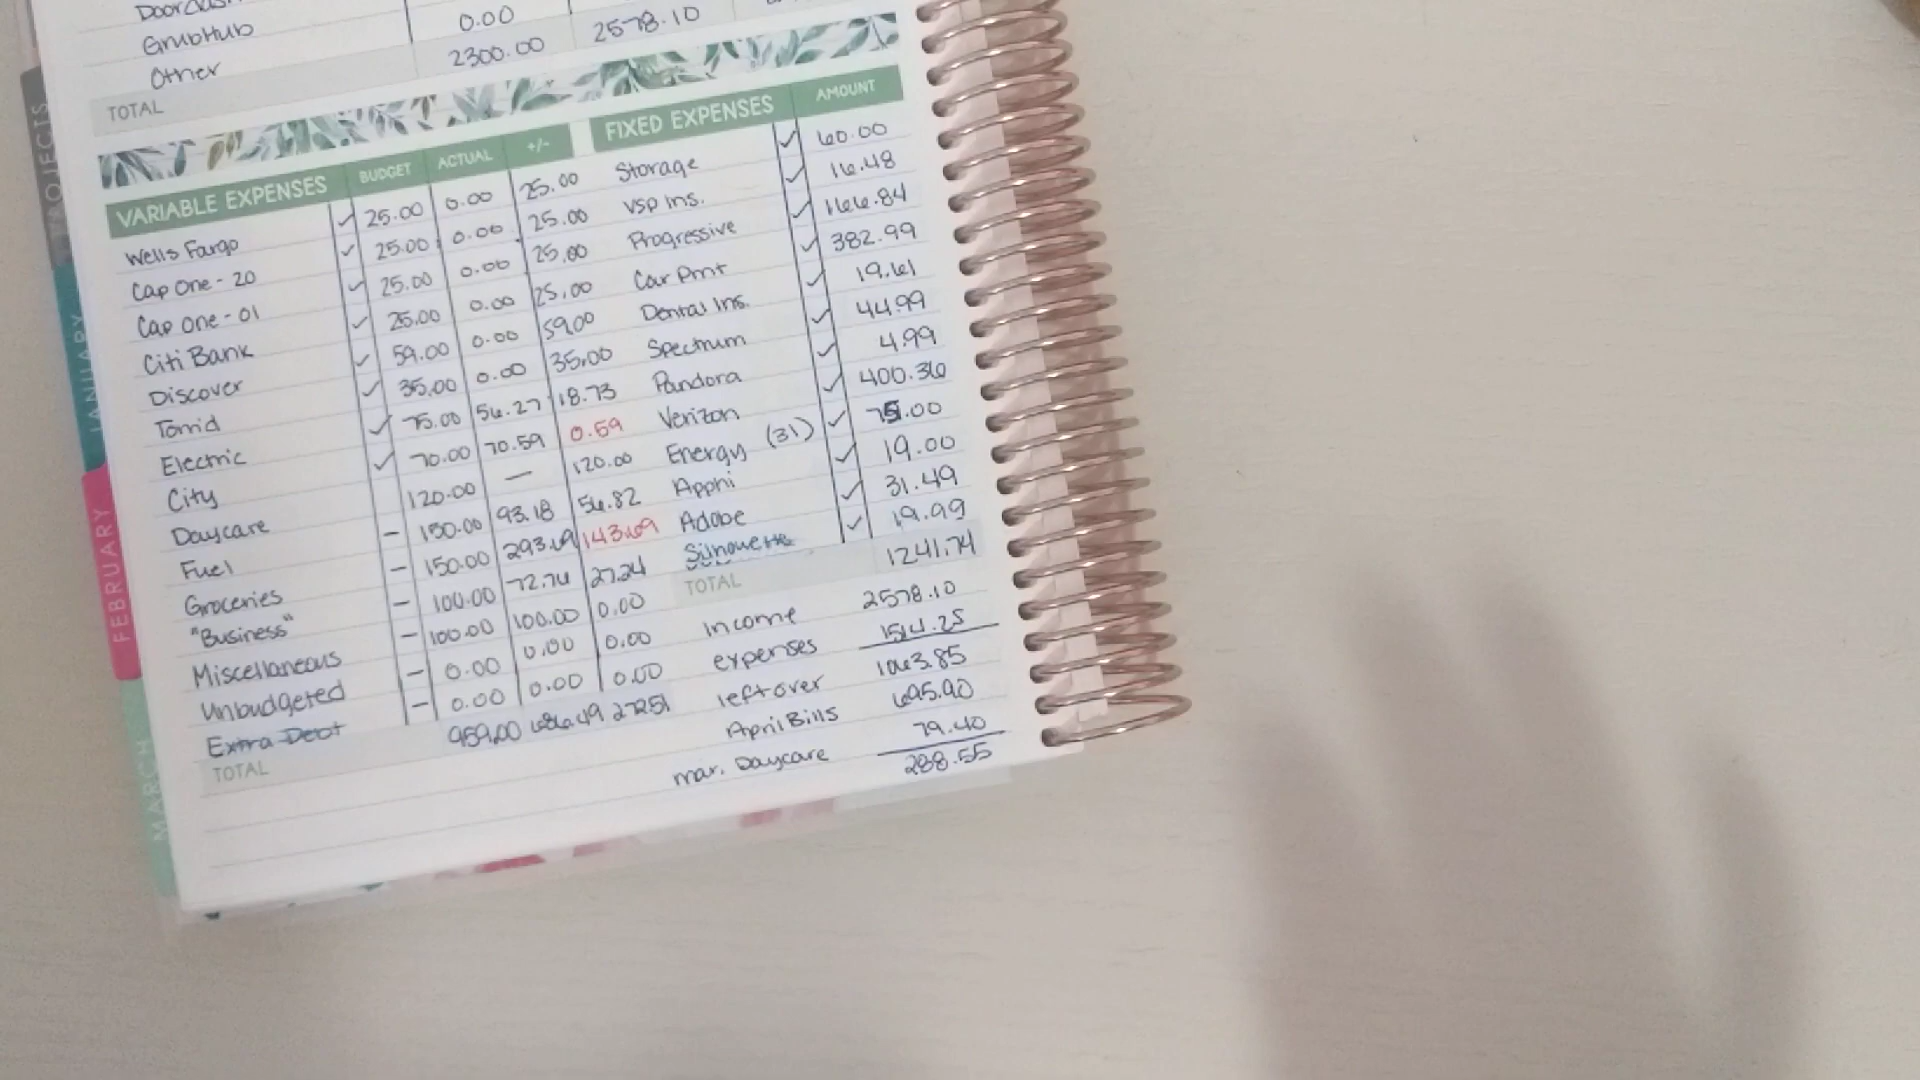 GrubHub 0.00
Other 2300.00 2578.10
TOTAL
VARIABLE EXPENSES BUDGET ACTUAL +/-
Wells Fargo ✓ 25.00 0.00 25.00
Cap One - 20 ✓ 25.00 0.00 25.00
Cap One - 01 ✓ 25.00 0.00 25.00
Citi Bank ✓ 25.00 0.00 25.00
Discover ✓ 59.00 0.00 59.00
Torrid ✓ 35.00 0.00 35.00
Electric ✓ 75.00 56.27 18.73
City ✓ 70.00 70.59 0.59
Daycare 120.00 — 120.00
Fuel - 150.00 93.18 56.82
Groceries - 150.00 293.69 143.69
"Business" - 100.00 72.76 27.24
Miscellaneous - 100.00 100.00 0.00
Unbudgeted - 0.00 0.00 0.00
Extra Debt - 0.00 0.00 0.00
TOTAL 959.00 686.49 272.51
FIXED EXPENSES AMOUNT
Storage ✓ 60.00
VSP Ins. ✓ 16.48
Progressive ✓ 166.84
Car Pmt ✓ 382.99
Dental Ins. ✓ 19.61
Spectrum ✓ 44.99
Pandora ✓ 4.99
Verizon ✓ 400.36
Energy (31) ✓ 75.00
Apphi ✓ 19.00
Adobe ✓ 31.49
Silhouette ✓ 19.99
TOTAL 1241.74
Income 2578.10
expenses 1514.25
leftover 1063.85
April Bills 695.90
mar. Daycare 79.40
288.55
PROJECTS
JANUARY
FEBRUARY
MARCH